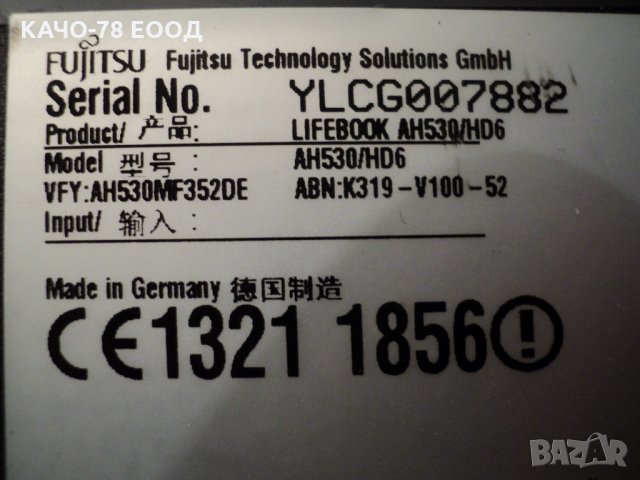 КАЧО-78 ЕООД
FUJITSU Fujitsu Technology Solutions GmbH
Serial No. YLCG007882
Product/ 产品: LIFEBOOK AH530/HD6
Model 型号: AH530/HD6
VFY:AH530MF352DE ABN:K319-V100-52
Input/ 输入:
Made in Germany 德国制造
CE1321 1856!
BAZAR